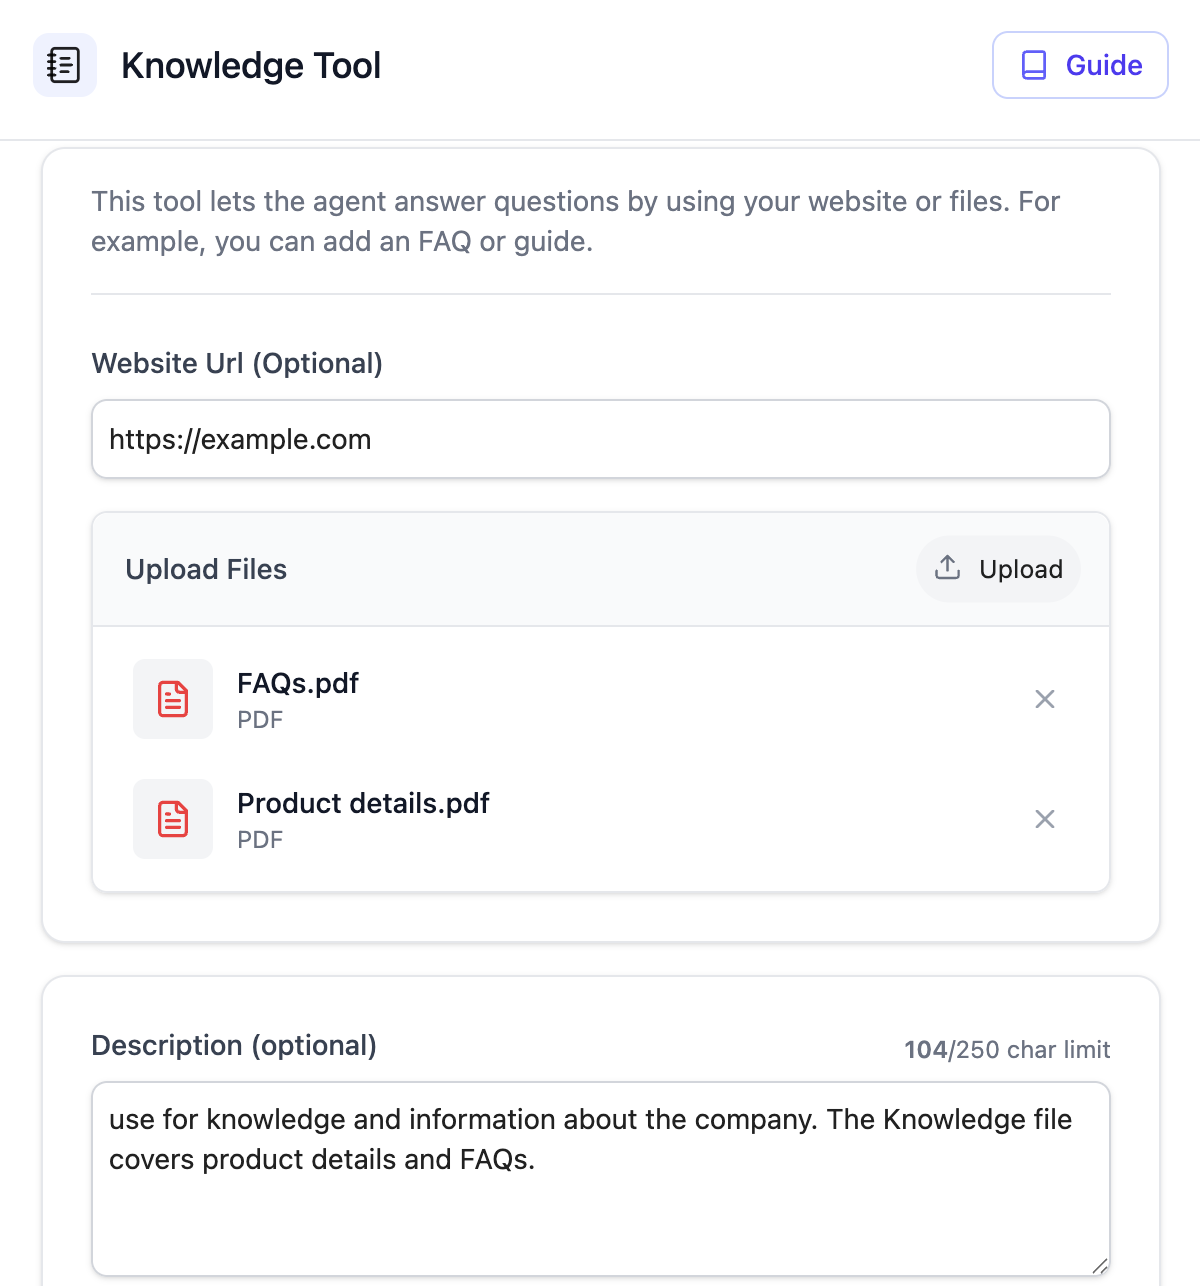 Knowledge Tool
Guide
This tool lets the agent answer questions by using your website or files. For
example, you can add an FAQ or guide.
Website Url (Optional)
https://example.com
Upload Files
Upload
FAQs.pdf
PDF
Product details.pdf
PDF
Description (optional)
104/250 char limit
use for knowledge and information about the company. The Knowledge file
covers product details and FAQs.